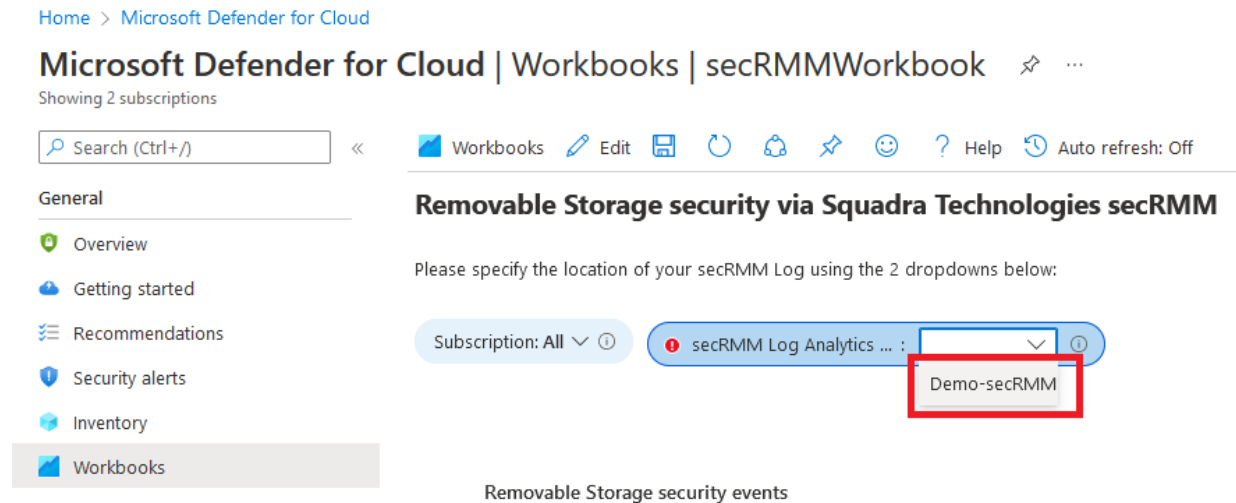 Home > Microsoft Defender for Cloud
Microsoft Defender for Cloud | Workbooks | secRMMWorkbook ...
Showing 2 subscriptions
Search (Ctrl+/) «
Workbooks Edit ? Help Auto refresh: Off
General
Overview
Getting started
Recommendations
Security alerts
Inventory
Workbooks
Removable Storage security via Squadra Technologies secRMM
Please specify the location of your secRMM Log using the 2 dropdowns below:
Subscription: All
secRMM Log Analytics ... :
Demo-secRMM
Removable Storage security events